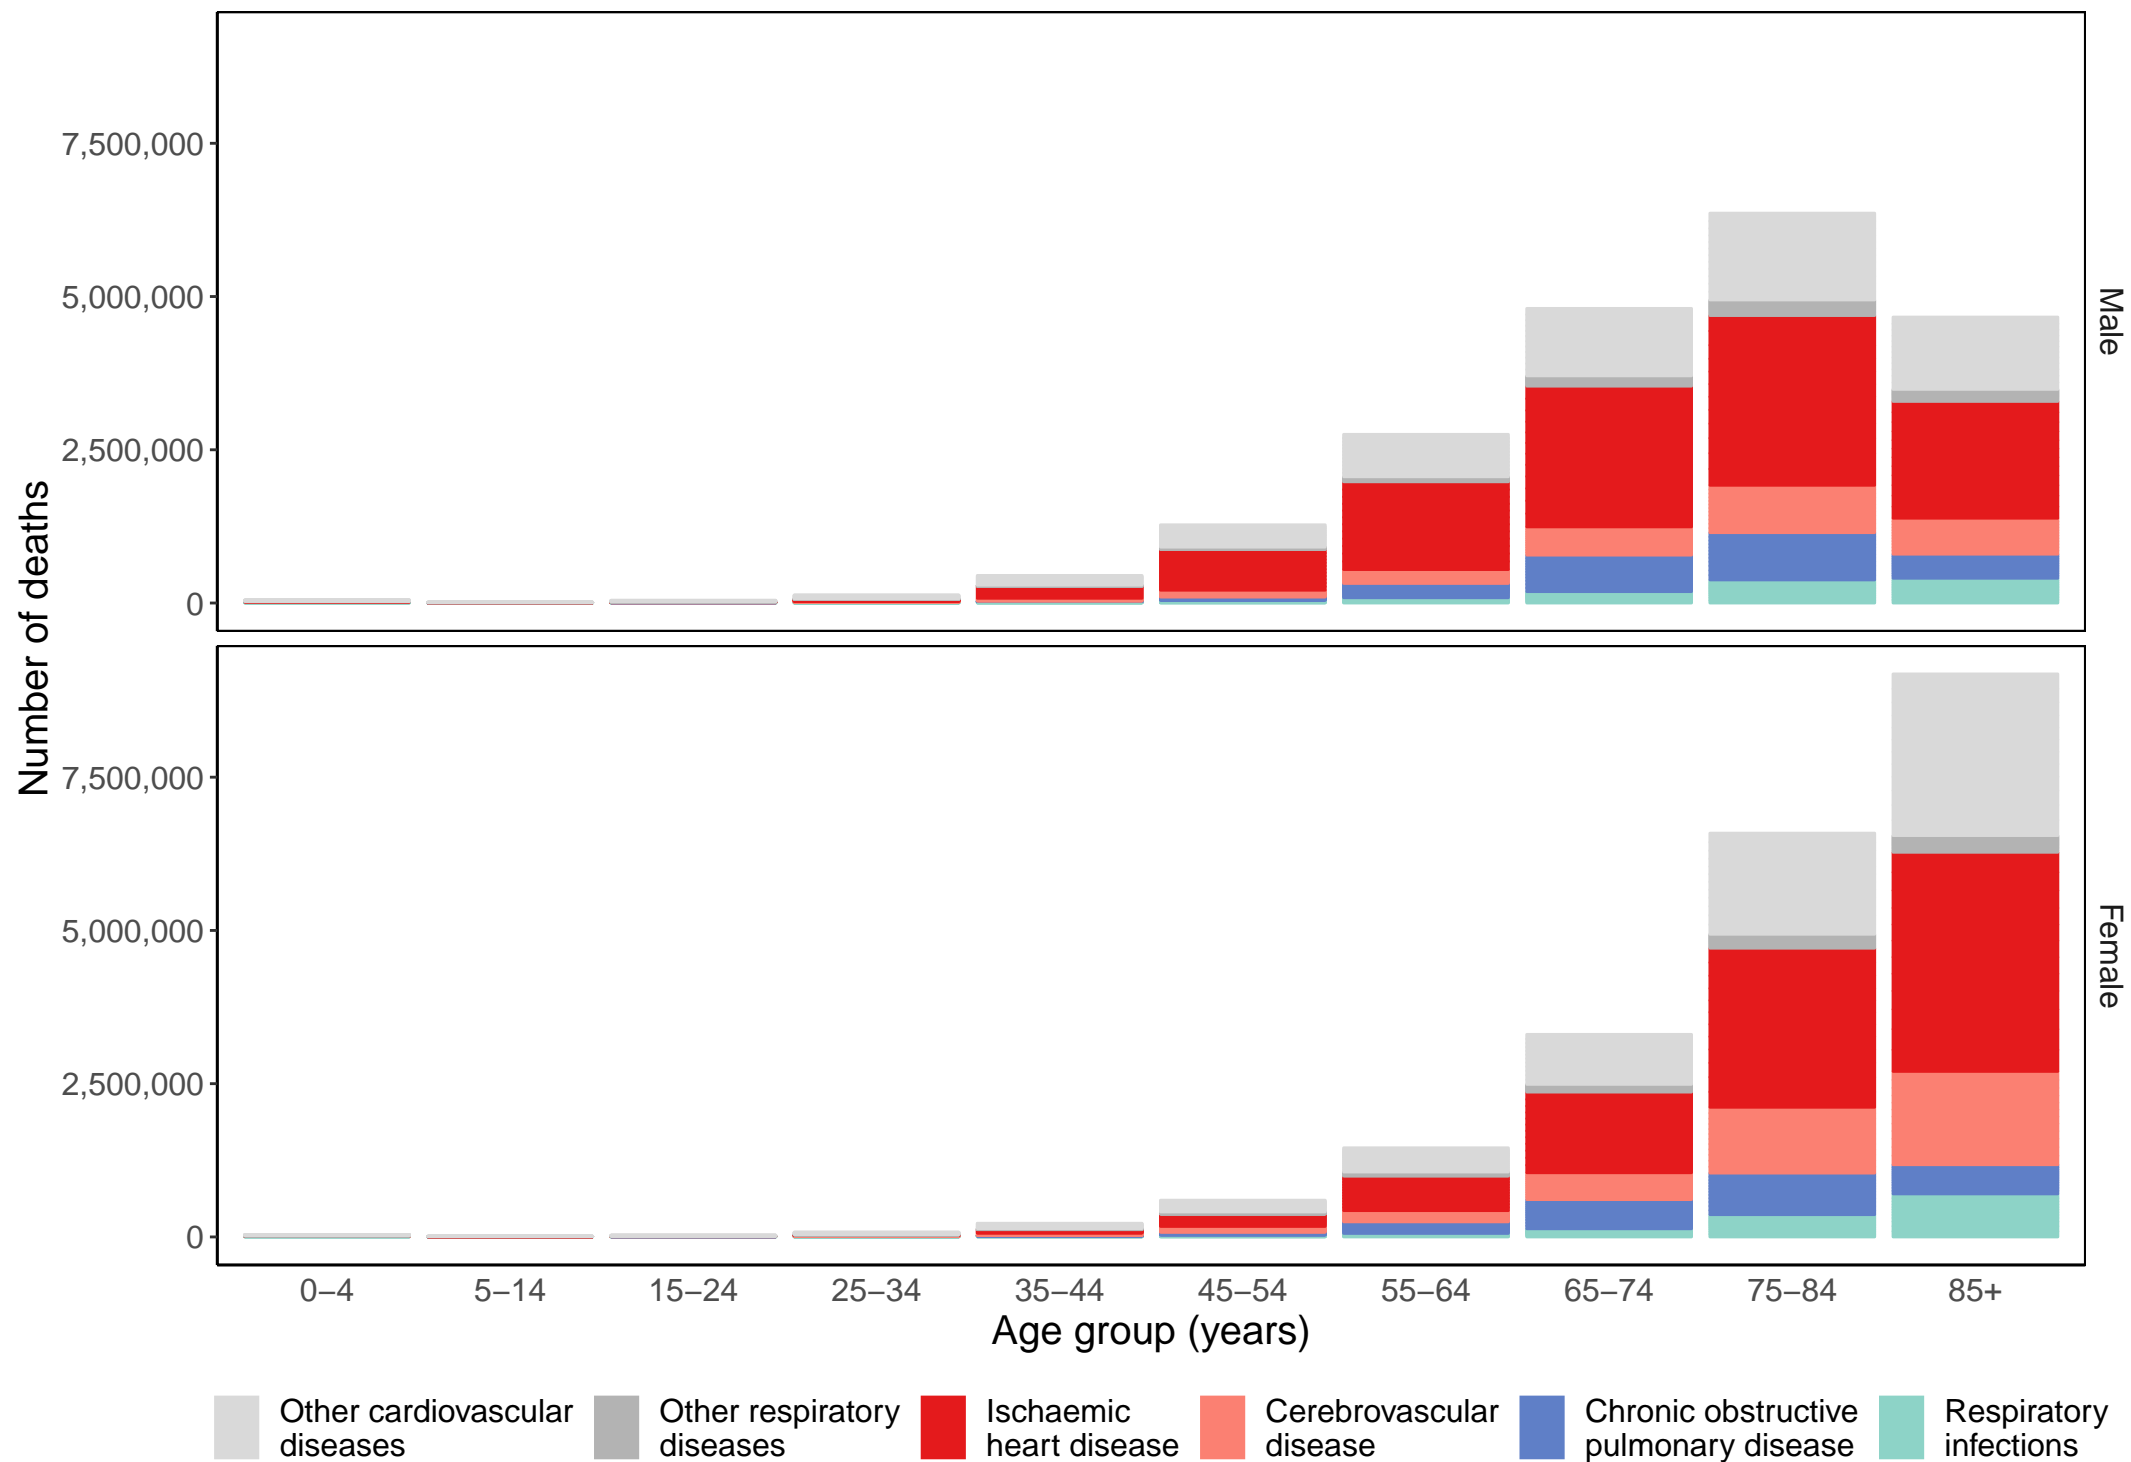 7,500,000
5,000,000
2,500,000
0
Male
Number of deaths
7,500,000
5,000,000
2,500,000
0
Female
0–4 5–14 15–24 25–34 35–44 45–54 55–64 65–74 75–84 85+
Age group (years)
Other cardiovascular diseases
Other respiratory diseases
Ischaemic heart disease
Cerebrovascular disease
Chronic obstructive pulmonary disease
Respiratory infections